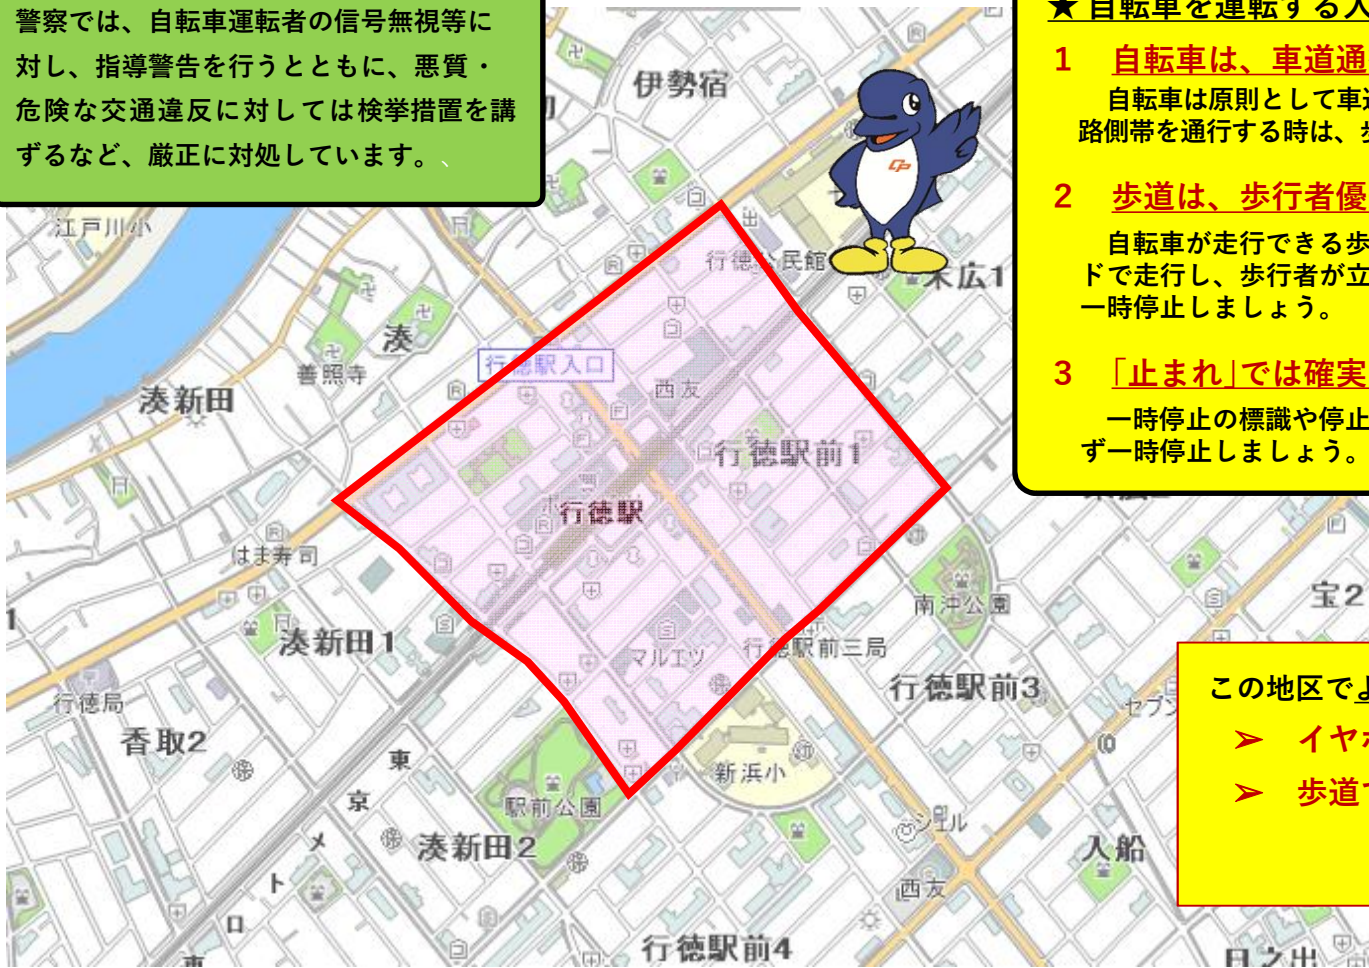 警察では、自転車運転者の信号無視等に
対し、指導警告を行うとともに、悪質・
危険な交通違反に対しては検挙措置を講
ずるなど、厳正に対処しています。、
★自転車を運転する人
1 自転車は、車道通
自転車は原則として車道
路側帯を通行する時は、歩
2 歩道は、歩行者優
自転車が走行できる歩
ドで走行し、歩行者が立
一時停止しましょう。
3 「止まれ」では確実
一時停止の標識や停止
ず一時停止しましょう。
この地区でよ
➢ イヤホ
➢ 歩道で
伊勢宿
江戸川小
行徳公民館
末広1
湊
善照寺
行徳駅入口
西友
湊新田
行徳駅前1
行徳駅
はま寿司
南沖公園
宝2
湊新田1
マルエツ
行徳駅前三局
行徳駅前3
行徳局
香取2
セブン
新浜小
駅前公園
東京メトロ東
湊新田2
シェル
入船
西友
行徳駅前4
日之出